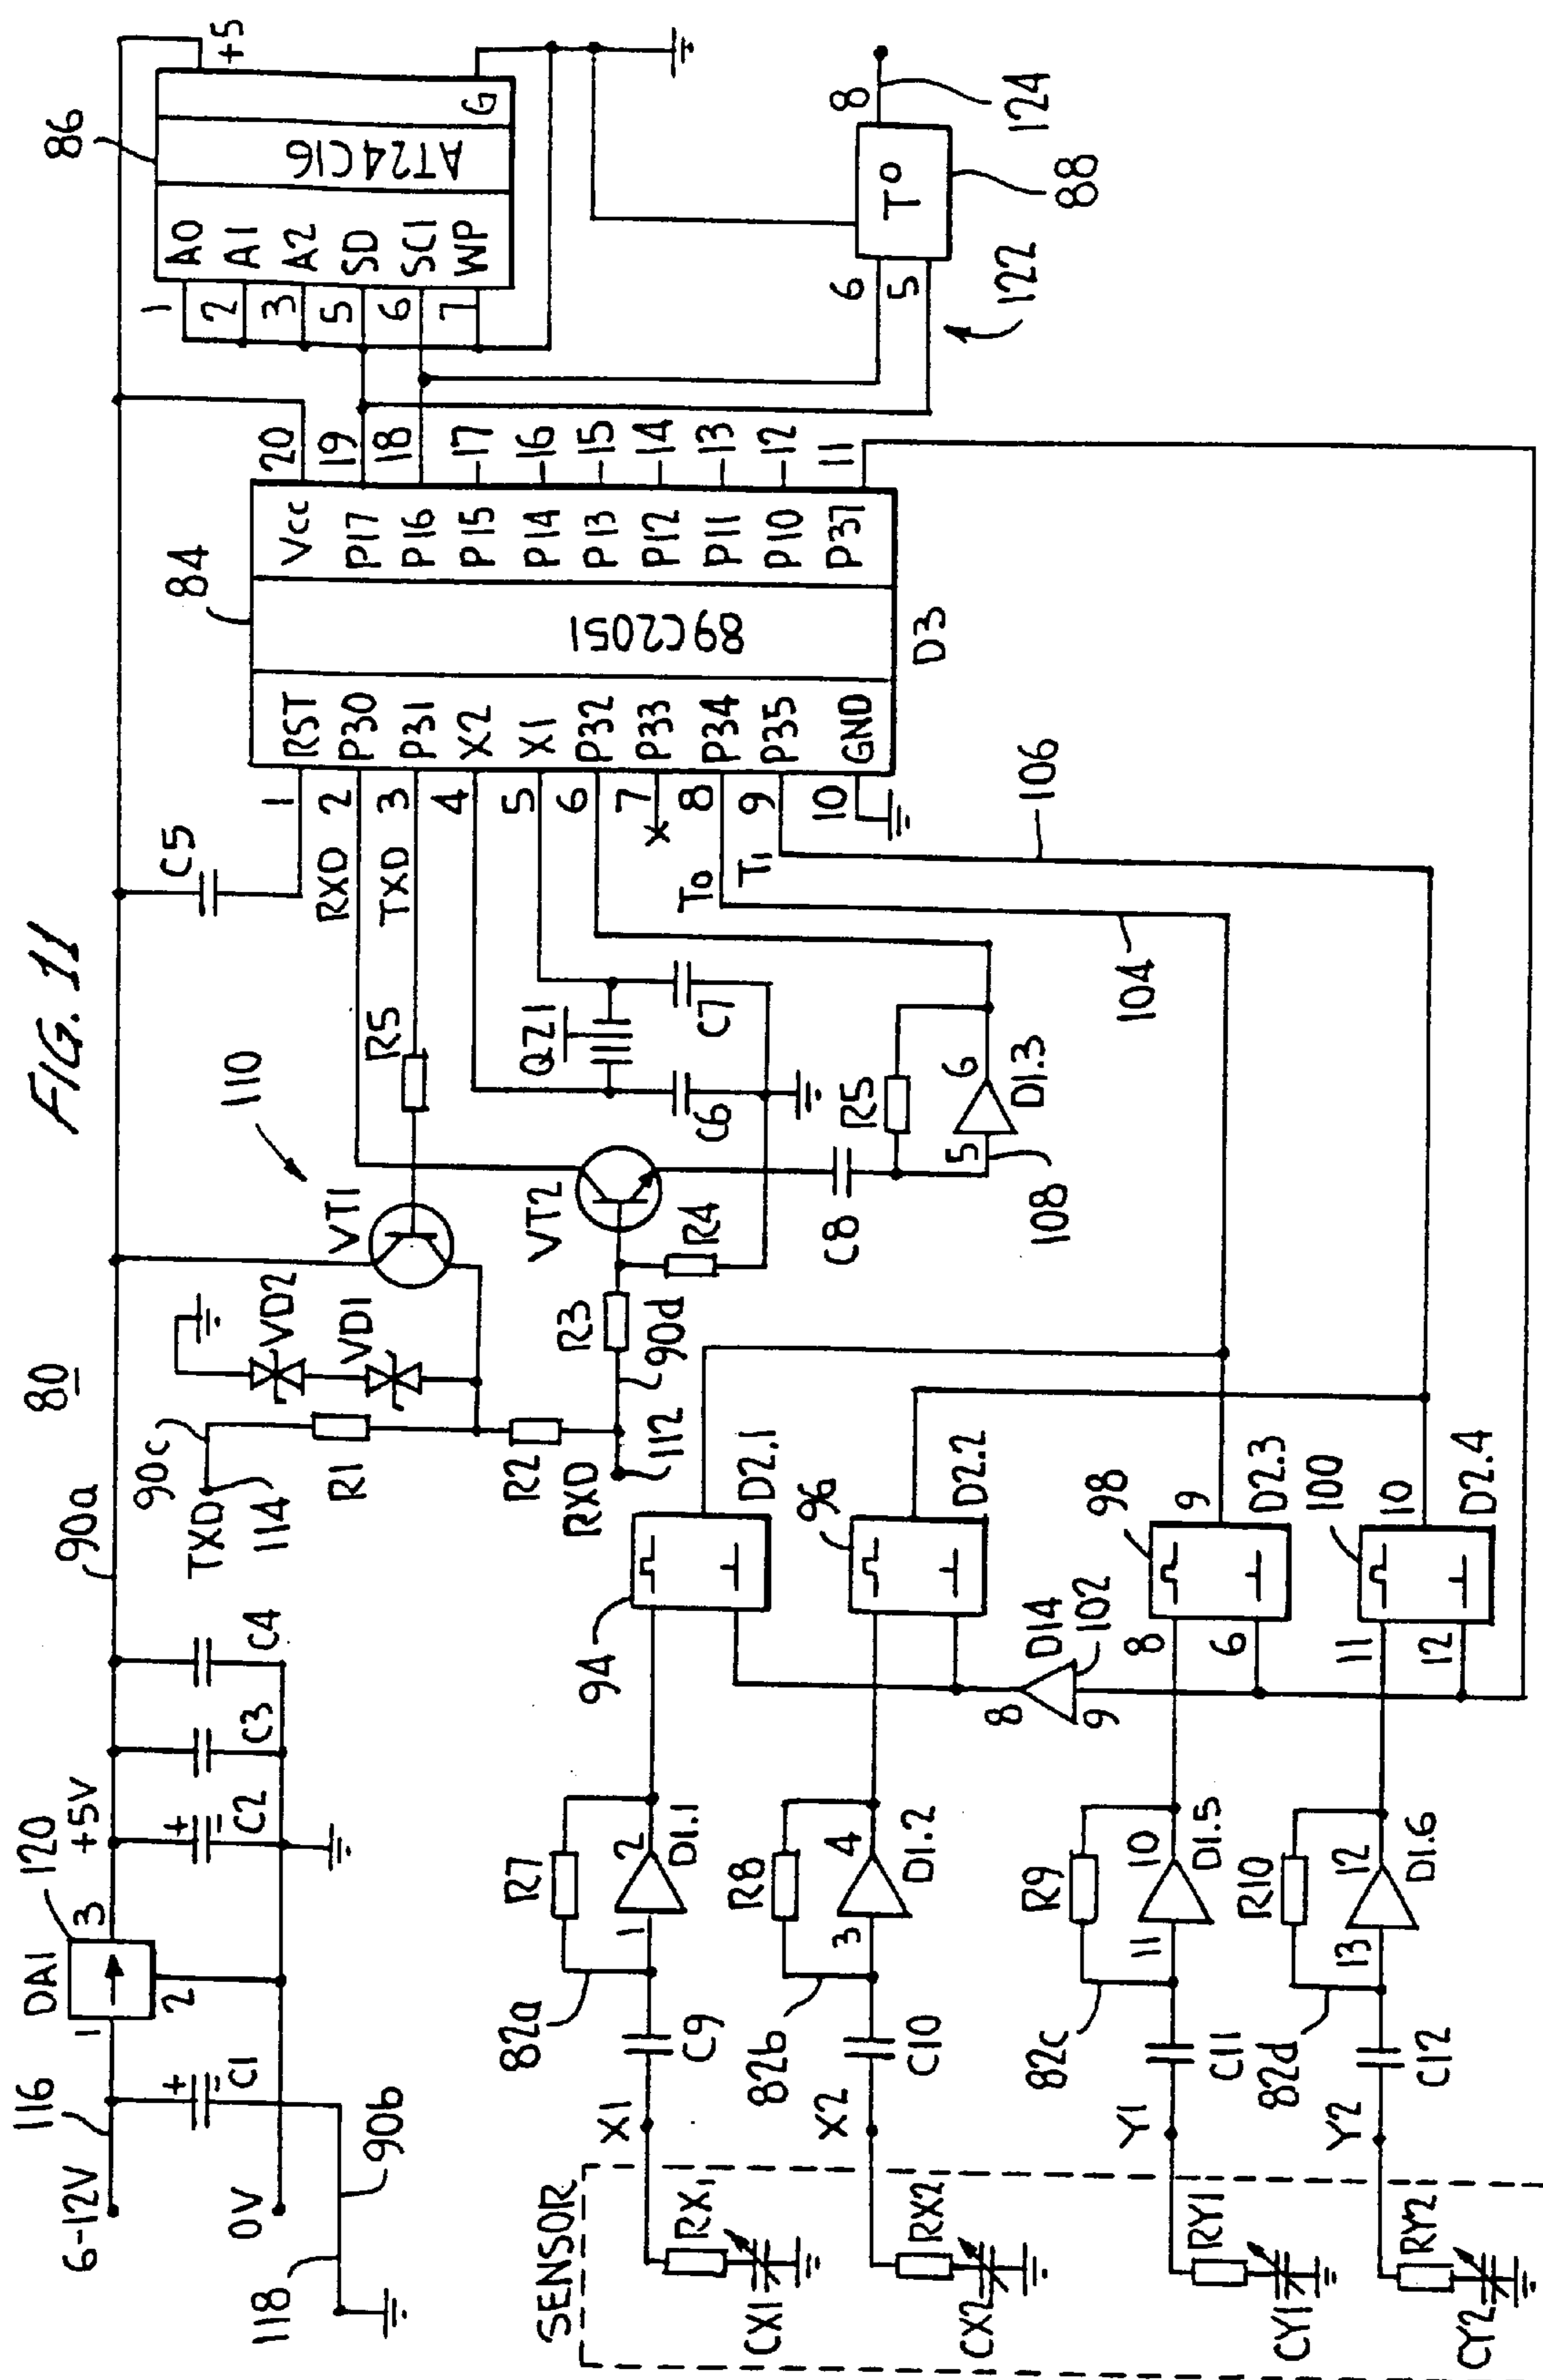 FIG. 11
80
6-12V
116
DA1
120
1
3
2
+5V
90a
0V
118
90b
+
C1
+
C2
C3
C4
90c
TXD
114
R1
VD2
VD1
VT1
110
R5
R2
RXD
112
R3
90d
R4
VT2
C5
RXD
TXD
QZ1
C6
C7
C8
R5
5
6
D1.3
108
84
89C2051
D3
RST
P30
P31
X2
X1
P32
P33
P34
P35
GND
1
2
3
4
5
6
7
x
8
9
10
T0
T1
104
106
Vcc
P17
P16
P15
P14
P13
P12
P11
P10
P37
20
19
18
17
16
15
14
13
12
11
86
AT24C16
A0
A1
A2
SD
SC1
WP
1
2
3
5
6
7
+5
G
T°
6
5
8
88
122
124
SENSOR
CX1
RX1
X1
C9
82a
R7
1
2
D1.1
94
D2.1
CX2
RX2
X2
C10
82b
R8
3
4
D1.2
96
D2.2
8
9
D14
102
CY1
RY1
Y1
C11
82c
R9
11
10
D1.5
8
6
98
9
D2.3
CY2
RY2
Y2
C12
82d
R10
13
12
D1.6
11
12
100
10
D2.4